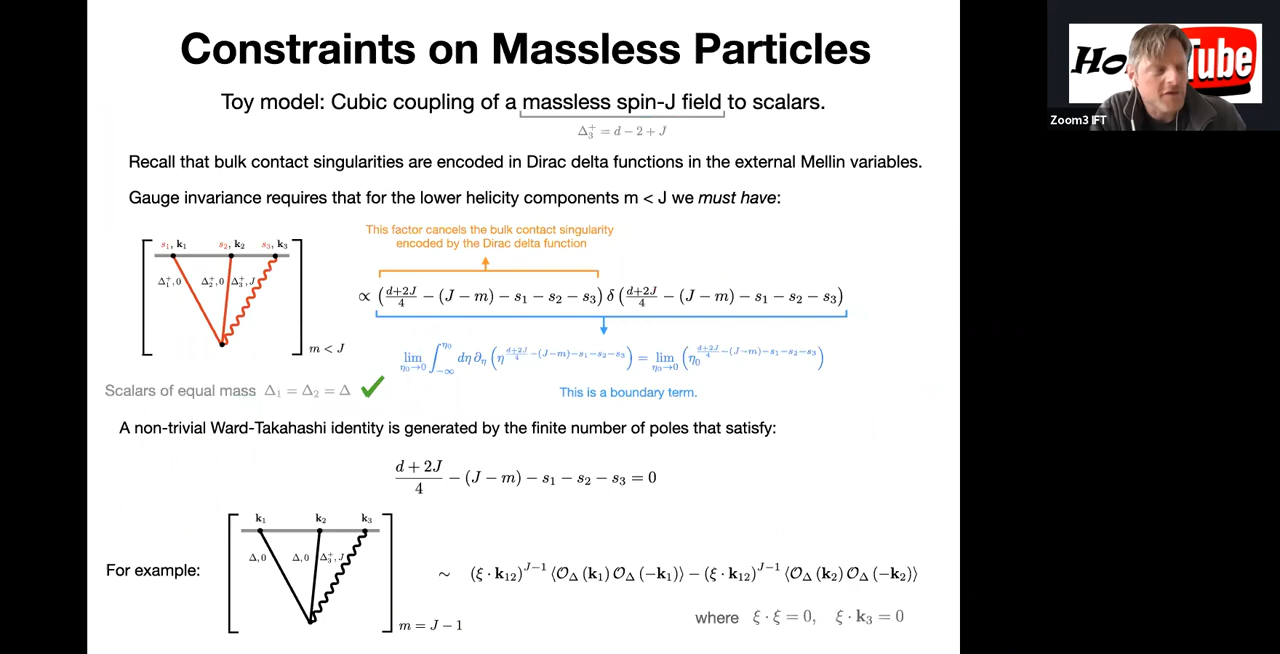 Constraints on Massless Particles
Toy model: Cubic coupling of a massless spin-J field to scalars.
Δ₃⁺ = d − 2 + J
Recall that bulk contact singularities are encoded in Dirac delta functions in the external Mellin variables.
Gauge invariance requires that for the lower helicity components m < J we must have:
This factor cancels the bulk contact singularity
encoded by the Dirac delta function
s₁, k₁ s₂, k₂ s₃, k₃
Δ₁⁺, 0 Δ₂⁺, 0 Δ₃⁺, J
m < J
∝ ((d+2J)/4 − (J − m) − s₁ − s₂ − s₃) δ ((d+2J)/4 − (J − m) − s₁ − s₂ − s₃)
lim_{η₀→0} ∫_{−∞}^{η₀} dη ∂_η (η^{(d+2J)/4 −(J−m)−s₁−s₂−s₃}) = lim_{η₀→0} (η₀^{(d+2J)/4 −(J−m)−s₁−s₂−s₃})
Scalars of equal mass Δ₁ = Δ₂ = Δ ✓
This is a boundary term.
A non-trivial Ward-Takahashi identity is generated by the finite number of poles that satisfy:
(d + 2J)/4 − (J − m) − s₁ − s₂ − s₃ = 0
For example:
k₁ k₂ k₃
Δ, 0 Δ, 0 Δ₃⁺, J
m = J − 1
∼ (ξ · k₁₂)^{J−1} ⟨O_Δ (k₁) O_Δ (−k₁)⟩ − (ξ · k₁₂)^{J−1} ⟨O_Δ (k₂) O_Δ (−k₂)⟩
where ξ · ξ = 0, ξ · k₃ = 0
Ho
Tube
Zoom3 IFT